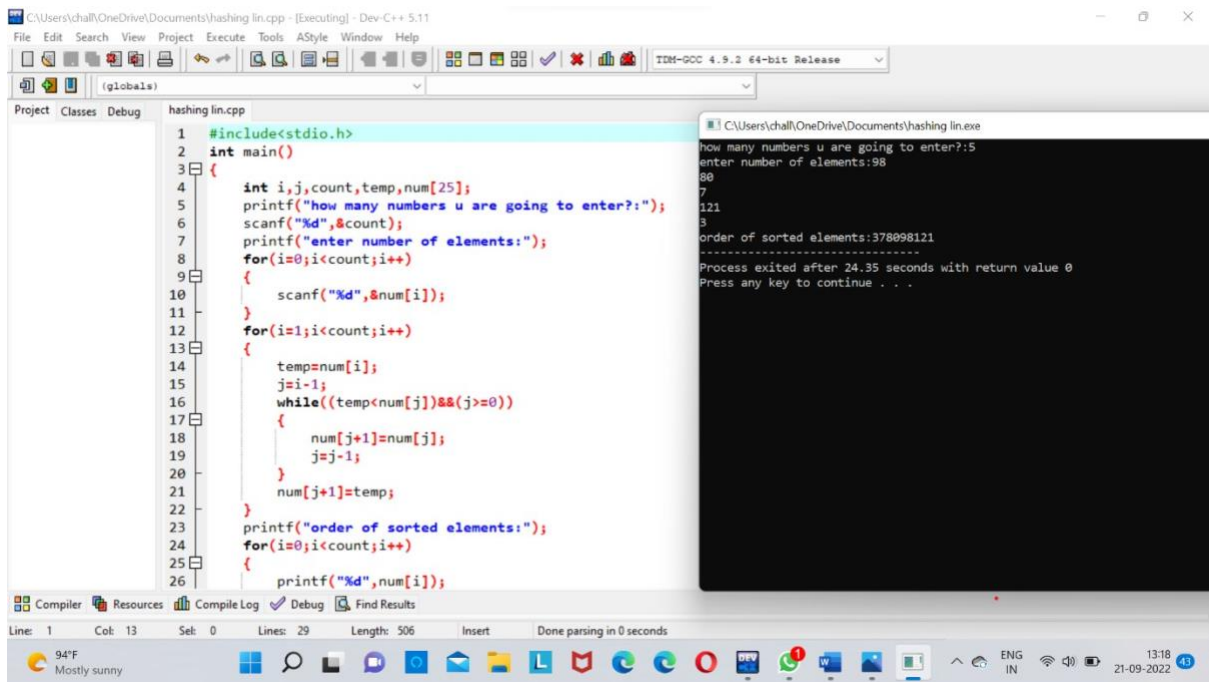 C:\Users\chall\OneDrive\Documents\hashing lin.cpp - [Executing] - Dev-C++ 5.11
File Edit Search View Project Execute Tools AStyle Window Help
TDM-GCC 4.9.2 64-bit Release
(globals)
Project Classes Debug
hashing lin.cpp
1 #include<stdio.h>
2 int main()
3 {
4 int i,j,count,temp,num[25];
5 printf("how many numbers u are going to enter?:");
6 scanf("%d",&count);
7 printf("enter number of elements:");
8 for(i=0;i<count;i++)
9 {
10 scanf("%d",&num[i]);
11 }
12 for(i=1;i<count;i++)
13 {
14 temp=num[i];
15 j=i-1;
16 while((temp<num[j])&&(j>=0))
17 {
18 num[j+1]=num[j];
19 j=j-1;
20 }
21 num[j+1]=temp;
22 }
23 printf("order of sorted elements:");
24 for(i=0;i<count;i++)
25 {
26 printf("%d",num[i]);
C:\Users\chall\OneDrive\Documents\hashing lin.exe
how many numbers u are going to enter?:5
enter number of elements:98
80
7
121
3
order of sorted elements:378098121
--------------------------------
Process exited after 24.35 seconds with return value 0
Press any key to continue . . .
Compiler Resources Compile Log Debug Find Results
Line: 1 Col: 13 Sel: 0 Lines: 29 Length: 506 Insert Done parsing in 0 seconds
94°F
Mostly sunny
DEV
L
W
1
ENG
IN
13:18
21-09-2022
43